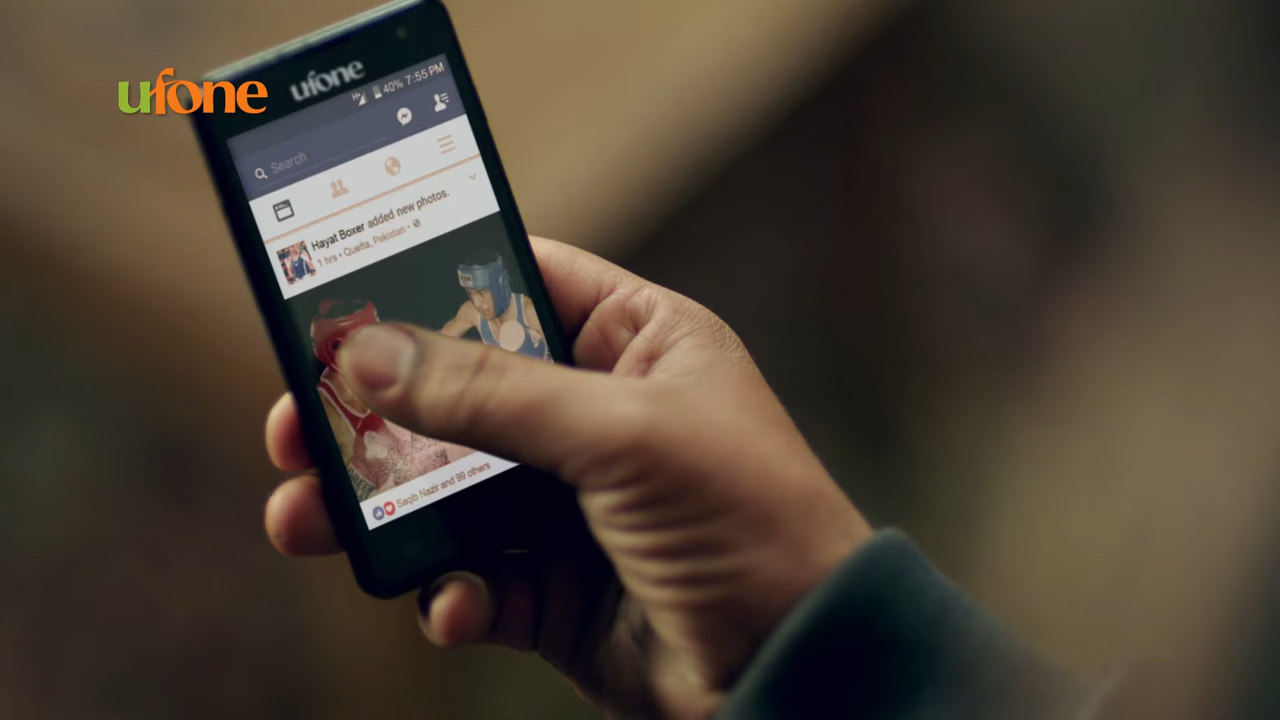 ufone
ufone
H+ 40% 7:55 PM
Search
Hayat Boxer added new photos.
1 hrs • Quetta, Pakistan •
Saqib Nazir and 99 others